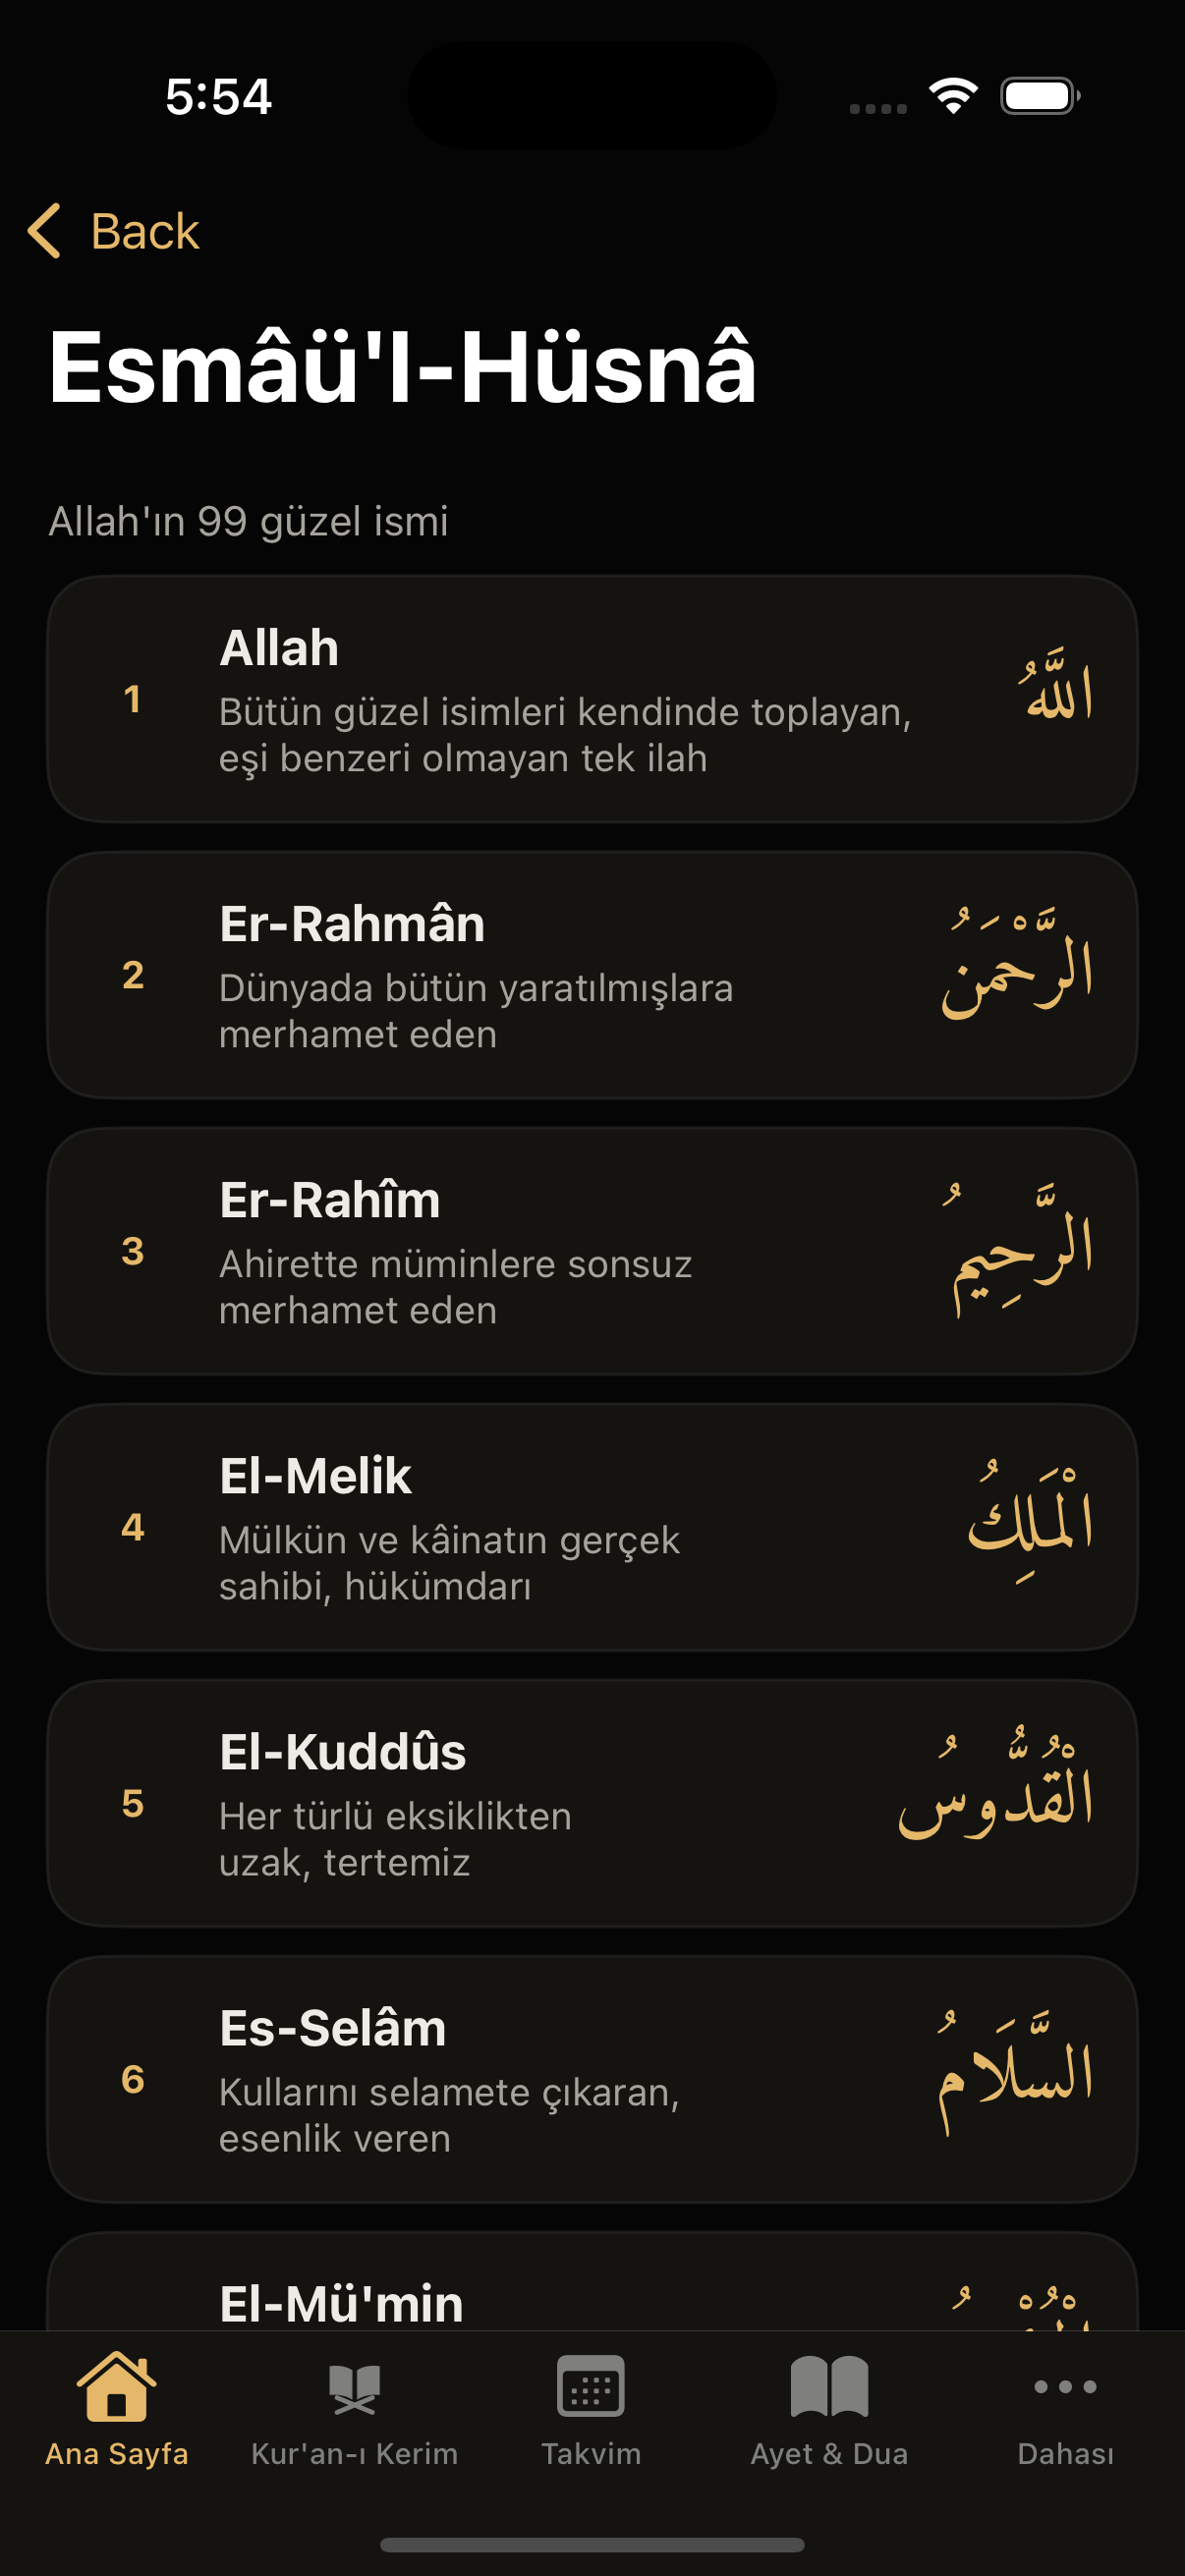 5:54
Back
Esmâü'l-Hüsnâ
Allah'ın 99 güzel ismi
1
Allah
Bütün güzel isimleri kendinde toplayan,
eşi benzeri olmayan tek ilah
اللَّهُ
2
Er-Rahmân
Dünyada bütün yaratılmışlara
merhamet eden
الرَّحْمَنُ
3
Er-Rahîm
Ahirette müminlere sonsuz
merhamet eden
الرَّحِيمُ
4
El-Melik
Mülkün ve kâinatın gerçek
sahibi, hükümdarı
الْمَلِكُ
5
El-Kuddûs
Her türlü eksiklikten
uzak, tertemiz
الْقُدُّوسُ
6
Es-Selâm
Kullarını selamete çıkaran,
esenlik veren
السَّلَامُ
El-Mü'min
Ana Sayfa
Kur'an-ı Kerim
Takvim
Ayet & Dua
Dahası